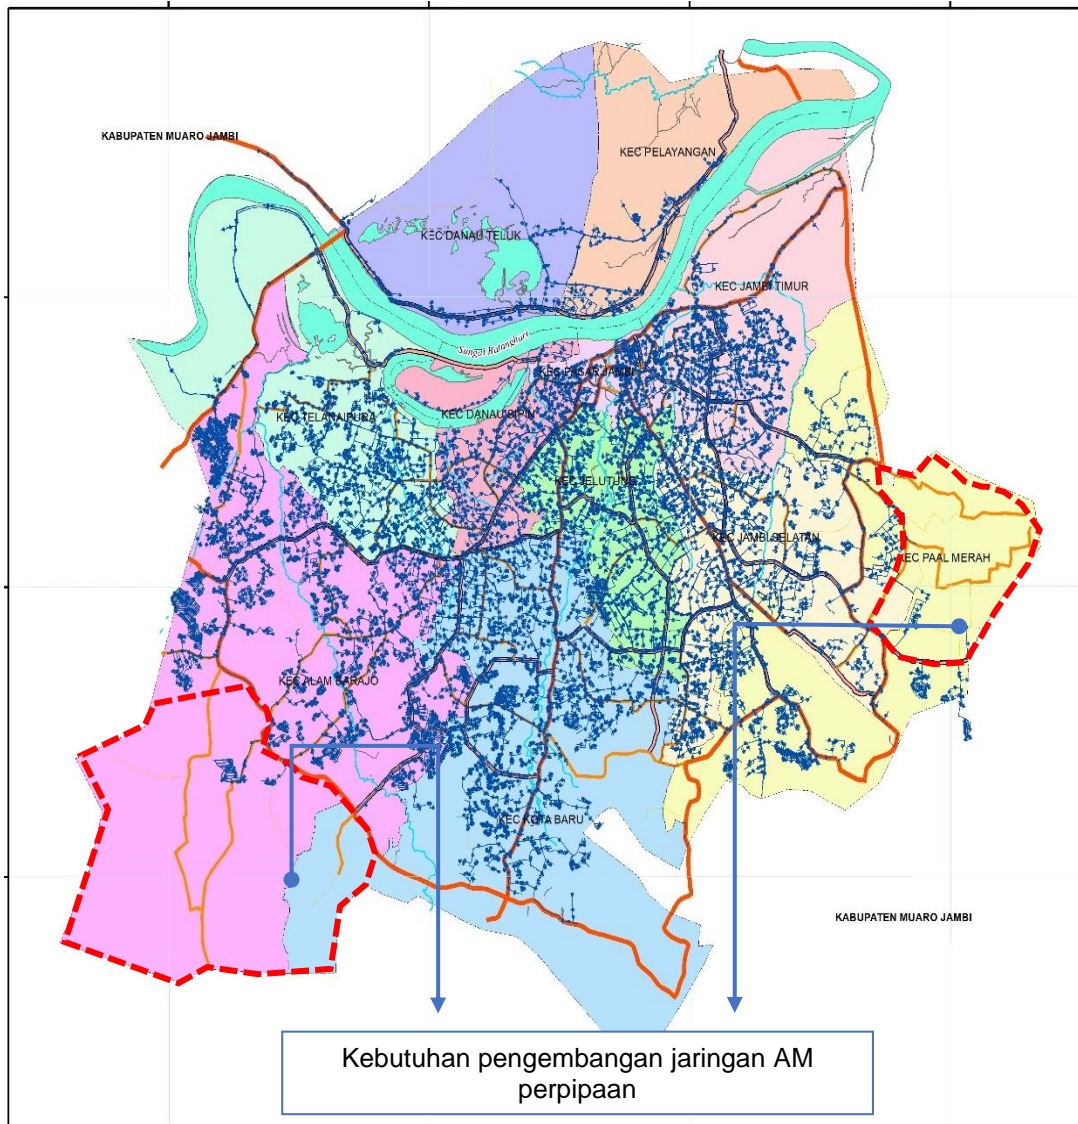 KABUPATEN MUARO JAMBI
KEC PELAYANGAN
KEC DANAU TELUK
KEC JAMBI TIMUR
Sungai Batanghari
KEC PASAR JAMBI
KEC TELANAIPURA
KEC DANAU SIPIN
KEC JELUTUNG
KEC JAMBI SELATAN
KEC PAAL MERAH
KEC ALAM BARAJO
KEC KOTA BARU
KABUPATEN MUARO JAMBI
Kebutuhan pengembangan jaringan AM
perpipaan